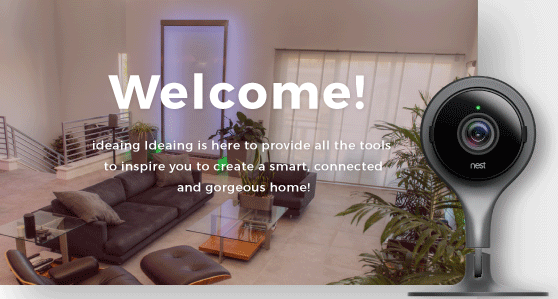 Welcome!
ideaing Ideaing is here to provide all the tools
to inspire you to create a smart, connected
and gorgeous home!
nest